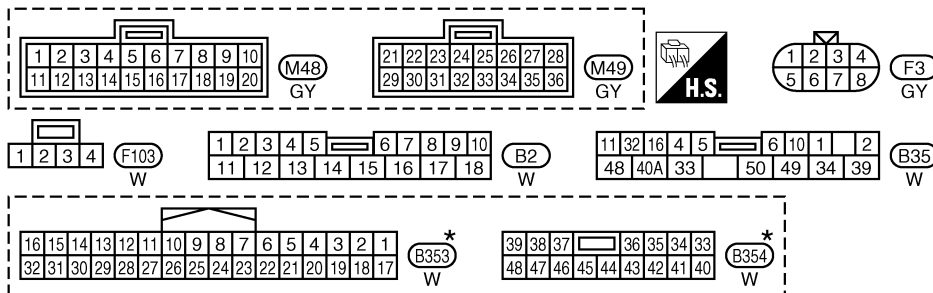 1 2 3 4 5 6 7 8 9 10
11 12 13 14 15 16 17 18 19 20
M48
GY
21 22 23 24 25 26 27 28
29 30 31 32 33 34 35 36
M49
GY
H.S.
1 2 3 4
5 6 7 8
F3
GY
1 2 3 4
F103
W
1 2 3 4 5 6 7 8 9 10
11 12 13 14 15 16 17 18
B2
W
11 32 16 4 5 6 10 1 2
48 40A 33 50 49 34 39
B35
W
16 15 14 13 12 11 10 9 8 7 6 5 4 3 2 1
32 31 30 29 28 27 26 25 24 23 22 21 20 19 18 17
*
B353
W
39 38 37 36 35 34 33
48 47 46 45 44 43 42 41 40
*
B354
W